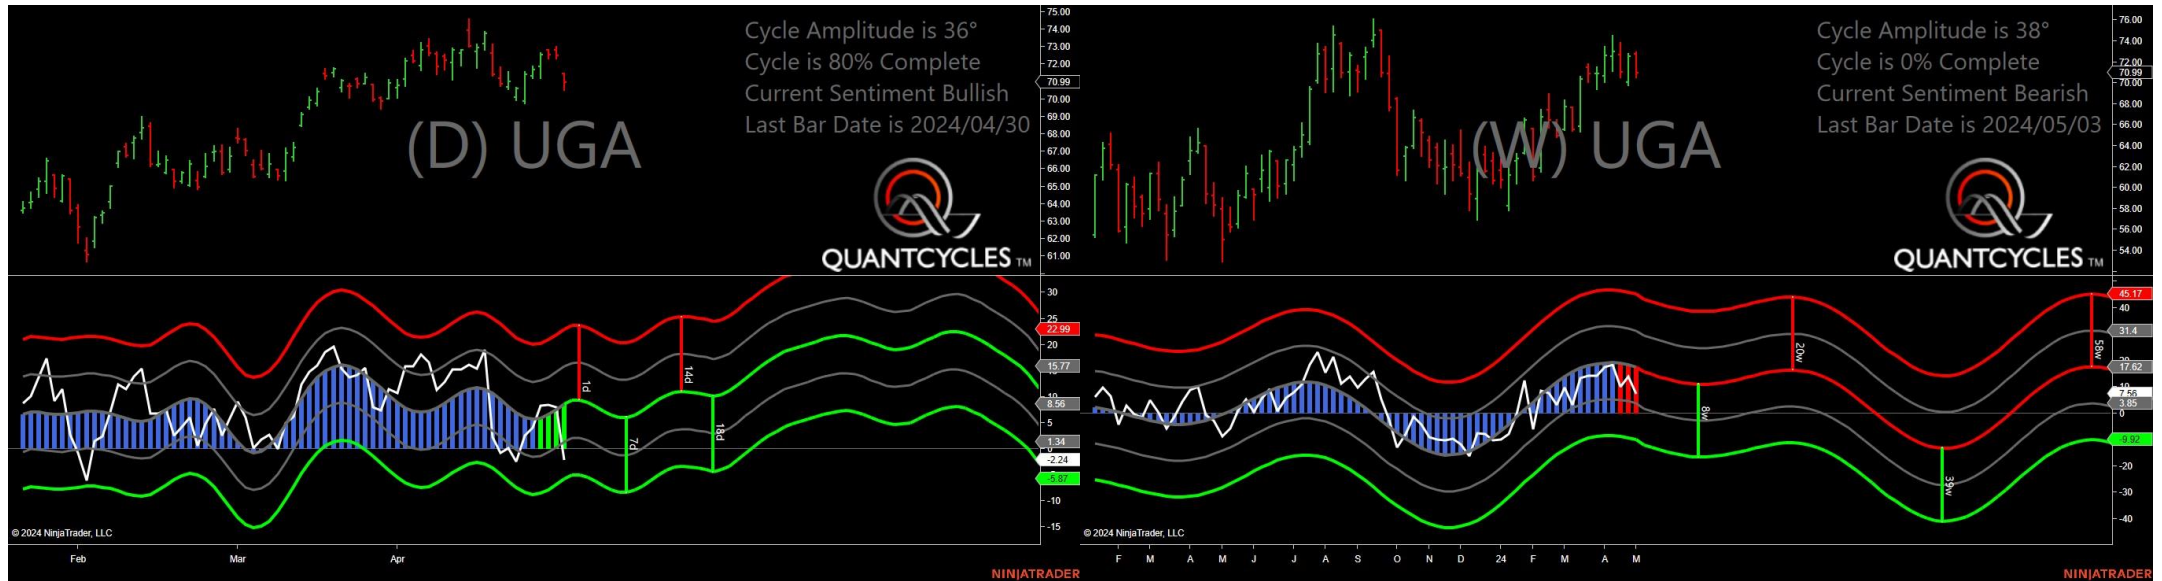 Cycle Amplitude is 36°
Cycle is 80% Complete
Current Sentiment Bullish
Last Bar Date is 2024/04/30
(D) UGA
QUANTCYCLES TM
75.00
74.00
73.00
72.00
70.99
70.00
69.00
68.00
67.00
66.00
65.00
64.00
63.00
62.00
61.00
30
25
22.99
20
15.77
10
8.56
5
1.34
0
-2.24
-5.87
-10
-15
1d
14d
7d
18d
© 2024 NinjaTrader, LLC
Feb Mar Apr
NINJATRADER
Cycle Amplitude is 38°
Cycle is 0% Complete
Current Sentiment Bearish
Last Bar Date is 2024/05/03
(W) UGA
QUANTCYCLES TM
76.00
74.00
72.00
70.99
70.00
68.00
66.00
64.00
62.00
60.00
58.00
56.00
54.00
45.17
40
31.4
17.62
7.56
3.85
0
-9.92
-20
-30
-40
20w
58w
8w
39w
© 2024 NinjaTrader, LLC
F M A M J J A S O N D 24 F M A M
NINJATRADER